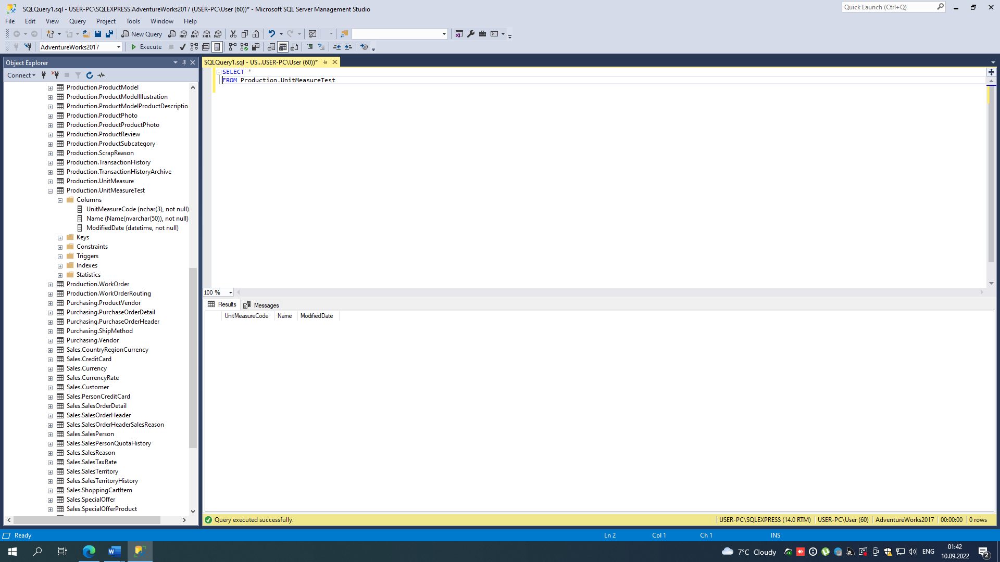 SQLQuery1.sql - USER-PC\SQLEXPRESS.AdventureWorks2017 (USER-PC\User (60))* - Microsoft SQL Server Management Studio
Quick Launch (Ctrl+Q)
File Edit View Query Project Tools Window Help
New Query MDX DMX XMLA DAX
AdventureWorks2017 Execute
Object Explorer
SQLQuery1.sql - US...USER-PC\User (60))*
Connect
SELECT *
FROM Production.UnitMeasureTest
Production.ProductModel
Production.ProductModelIllustration
Production.ProductModelProductDescriptio
Production.ProductPhoto
Production.ProductProductPhoto
Production.ProductReview
Production.ProductSubcategory
Production.ScrapReason
Production.TransactionHistory
Production.TransactionHistoryArchive
Production.UnitMeasure
Production.UnitMeasureTest
Columns
UnitMeasureCode (nchar(3), not null)
Name (Name(nvarchar(50)), not null)
ModifiedDate (datetime, not null)
Keys
Constraints
Triggers
Indexes
Statistics
Production.WorkOrder
Production.WorkOrderRouting
Purchasing.ProductVendor
Purchasing.PurchaseOrderDetail
Purchasing.PurchaseOrderHeader
Purchasing.ShipMethod
Purchasing.Vendor
Sales.CountryRegionCurrency
Sales.CreditCard
Sales.Currency
Sales.CurrencyRate
Sales.Customer
Sales.PersonCreditCard
Sales.SalesOrderDetail
Sales.SalesOrderHeader
Sales.SalesOrderHeaderSalesReason
Sales.SalesPerson
Sales.SalesPersonQuotaHistory
Sales.SalesReason
Sales.SalesTaxRate
Sales.SalesTerritory
Sales.SalesTerritoryHistory
Sales.ShoppingCartItem
Sales.SpecialOffer
Sales.SpecialOfferProduct
100 %
Results Messages
UnitMeasureCode Name ModifiedDate
Query executed successfully.
USER-PC\SQLEXPRESS (14.0 RTM) USER-PC\User (60) AdventureWorks2017 00:00:00 0 rows
Ready Ln 2 Col 1 Ch 1 INS
7°C Cloudy ENG
01:42
10.09.2022
2